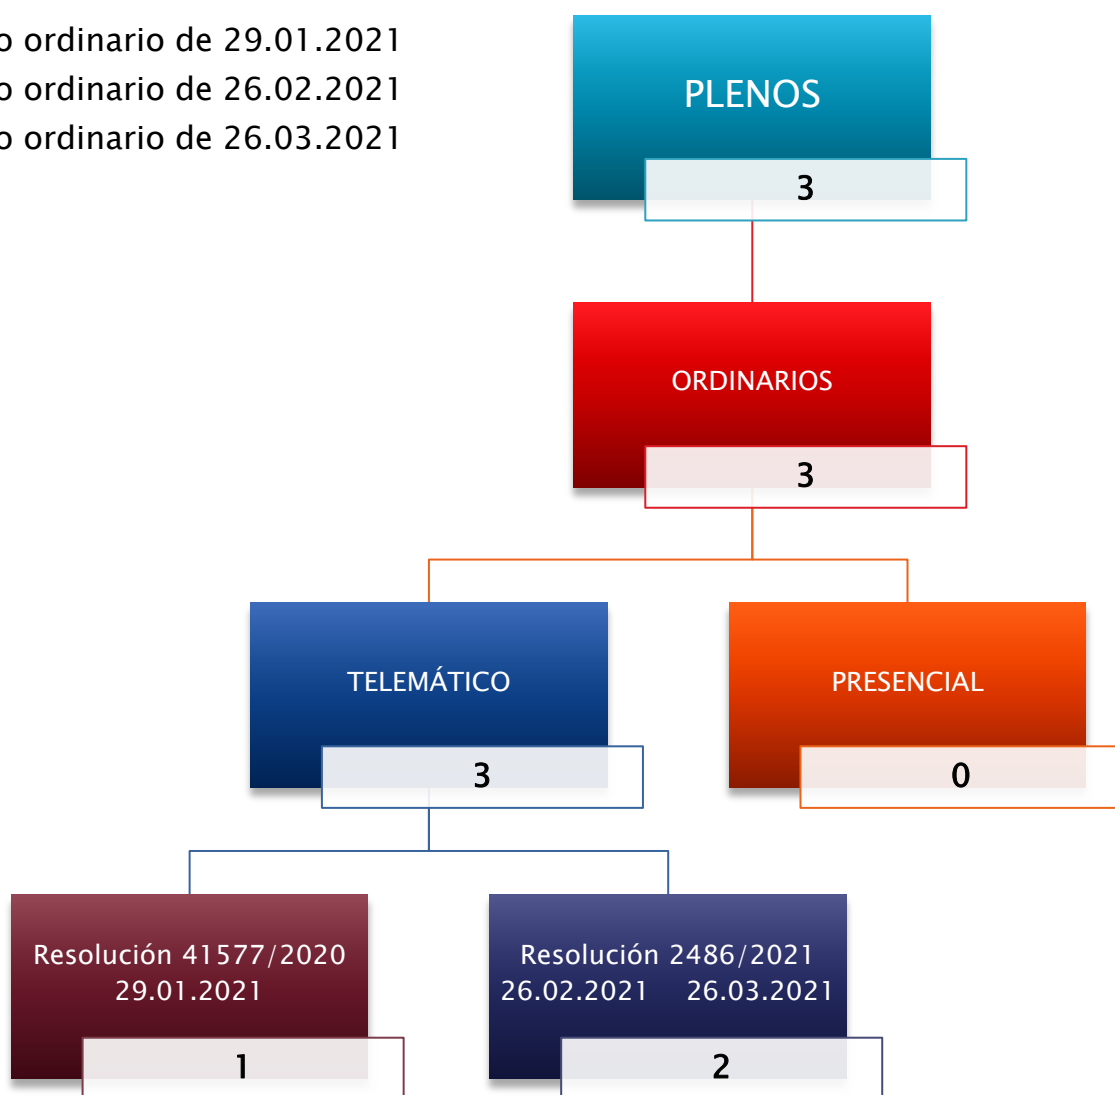 o ordinario de 29.01.2021
o ordinario de 26.02.2021
o ordinario de 26.03.2021
PLENOS
3
ORDINARIOS
3
TELEMÁTICO
3
PRESENCIAL
0
Resolución 41577/2020
29.01.2021
1
Resolución 2486/2021
26.02.2021 26.03.2021
2